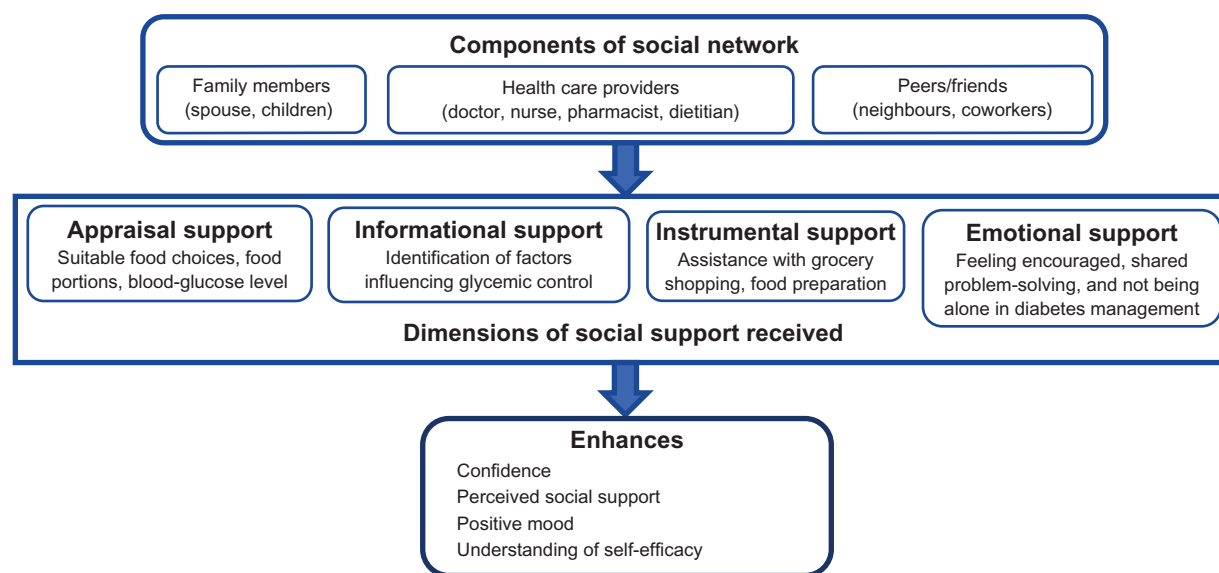 Components of social network
Family members
(spouse, children)
Health care providers
(doctor, nurse, pharmacist, dietitian)
Peers/friends
(neighbours, coworkers)
Appraisal support
Suitable food choices, food
portions, blood-glucose level
Informational support
Identification of factors
influencing glycemic control
Instrumental support
Assistance with grocery
shopping, food preparation
Emotional support
Feeling encouraged, shared
problem-solving, and not being
alone in diabetes management
Dimensions of social support received
Enhances
Confidence
Perceived social support
Positive mood
Understanding of self-efficacy